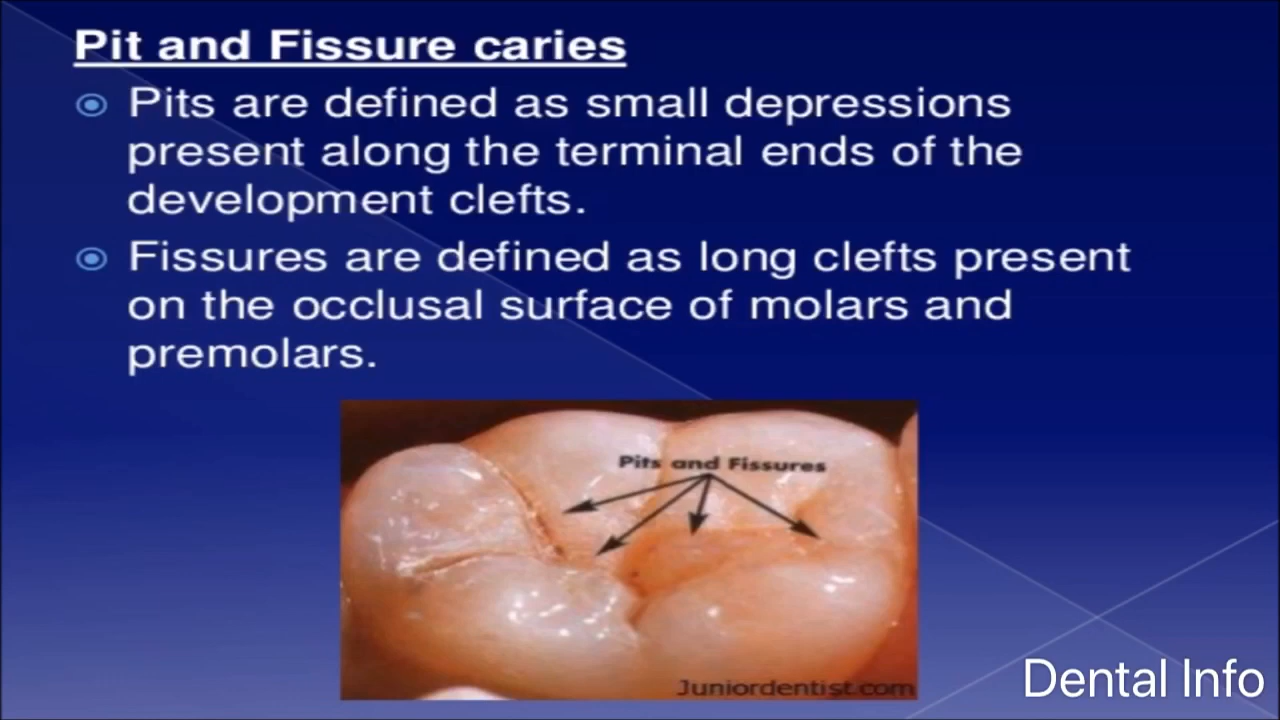 Pit and Fissure caries
Pits are defined as small depressions
present along the terminal ends of the
development clefts.
Fissures are defined as long clefts present
on the occlusal surface of molars and
premolars.
Pits and Fissures
Juniordentist.com
Dental Info